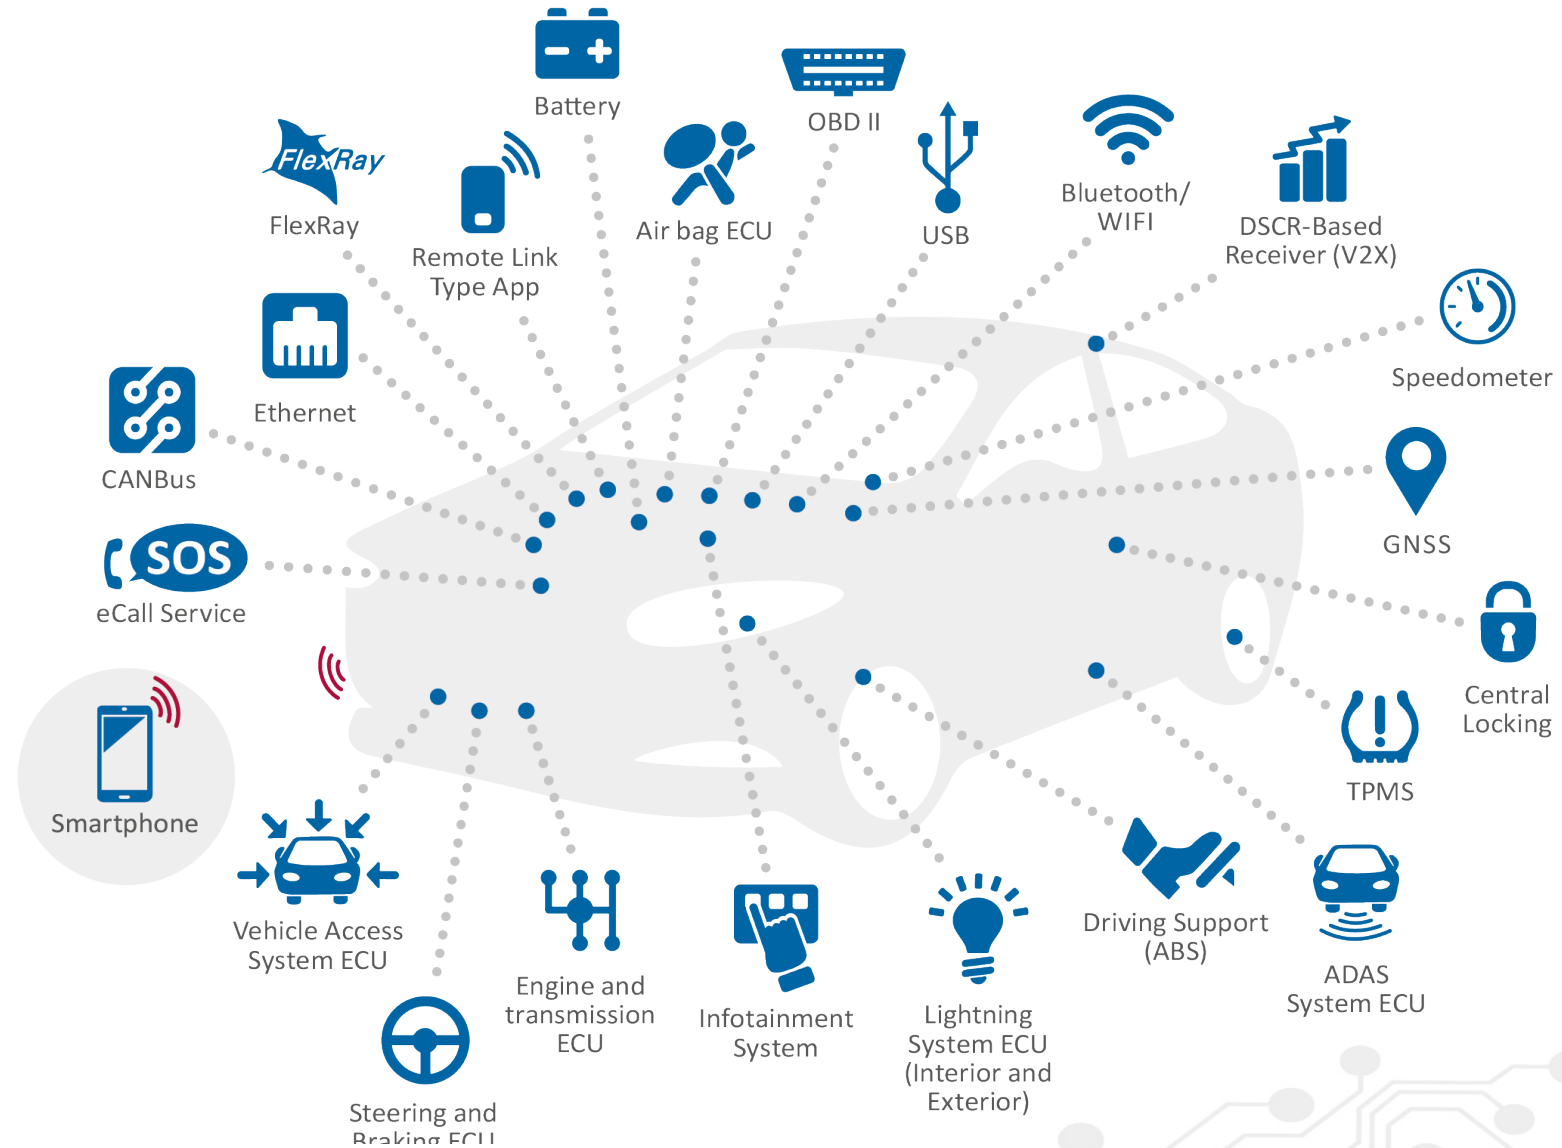 Battery
OBD II
FlexRay
FlexRay
Remote Link
Type App
Air bag ECU
USB
Bluetooth/
WIFI
DSCR-Based
Receiver (V2X)
Speedometer
Ethernet
CANBus
GNSS
SOS
eCall Service
Central
Locking
TPMS
Smartphone
Vehicle Access
System ECU
Driving Support
(ABS)
ADAS
System ECU
Engine and
transmission
ECU
Infotainment
System
Lightning
System ECU
(Interior and
Exterior)
Steering and
Braking ECU